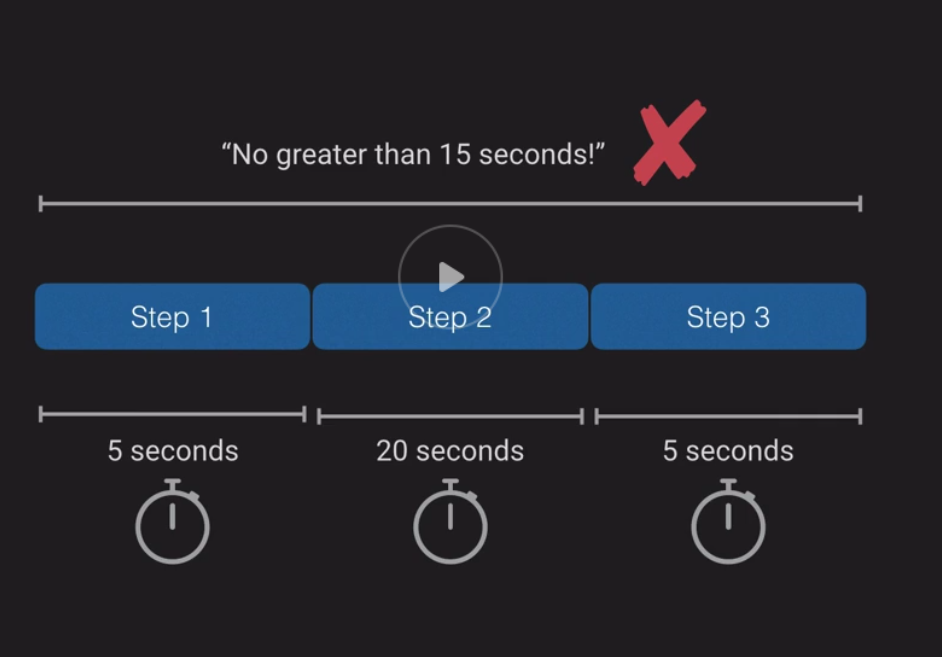 “No greater than 15 seconds!”
Step 1
Step 2
Step 3
5 seconds
20 seconds
5 seconds